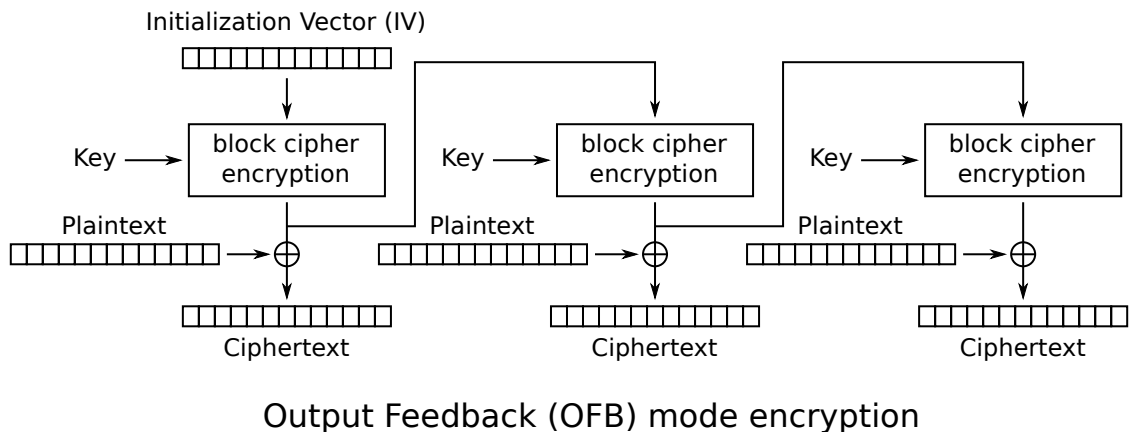 Initialization Vector (IV)
Key
block cipher
encryption
Key
block cipher
encryption
Key
block cipher
encryption
Plaintext
Plaintext
Plaintext
Ciphertext
Ciphertext
Ciphertext
Output Feedback (OFB) mode encryption